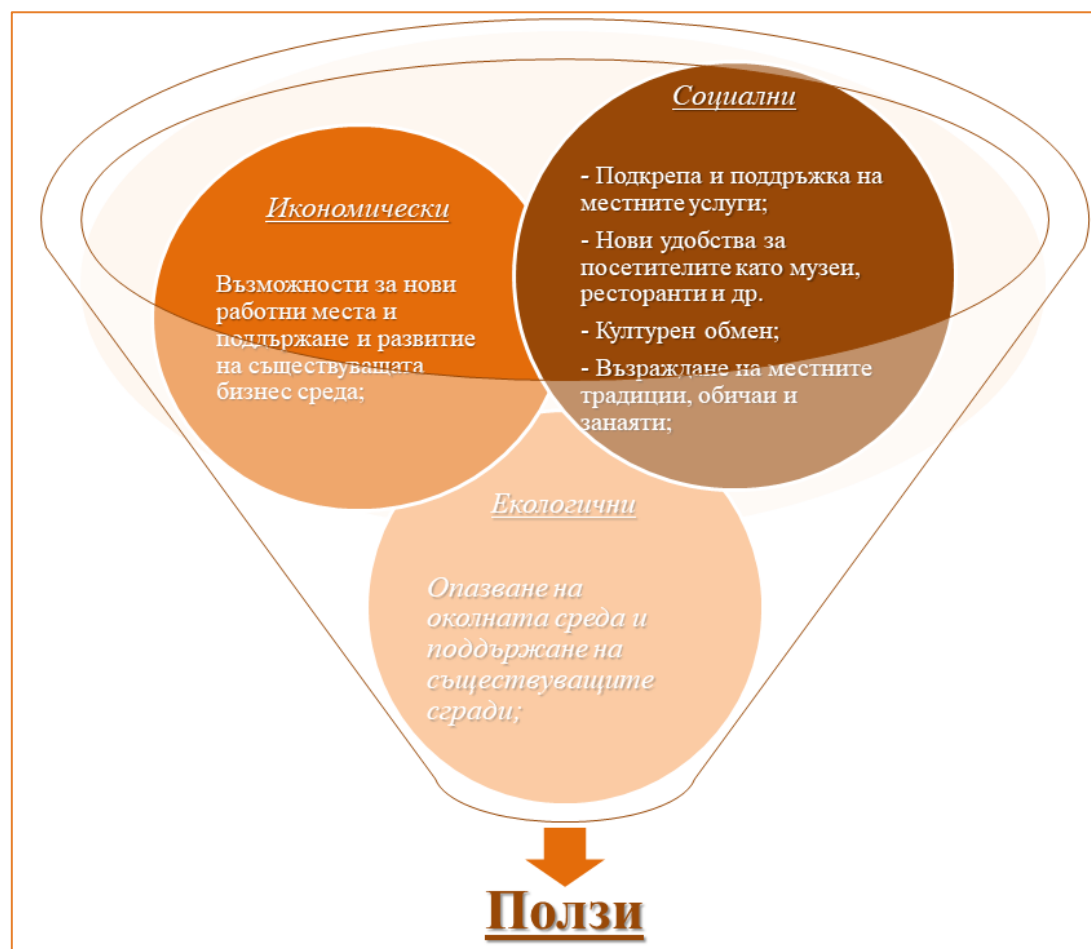 Социални
- Подкрепа и поддръжка на
местните услуги;
- Нови удобства за
посетителите като музеи,
ресторанти и др.
- Културен обмен;
- Възраждане на местните
традиции, обичаи и
занаяти;
Икономически
Възможности за нови
работни места и
поддържане и развитие
на съществуващата
бизнес среда;
Екологични
Опазване на
околната среда и
поддържане на
съществуващите
сгради;
Ползи